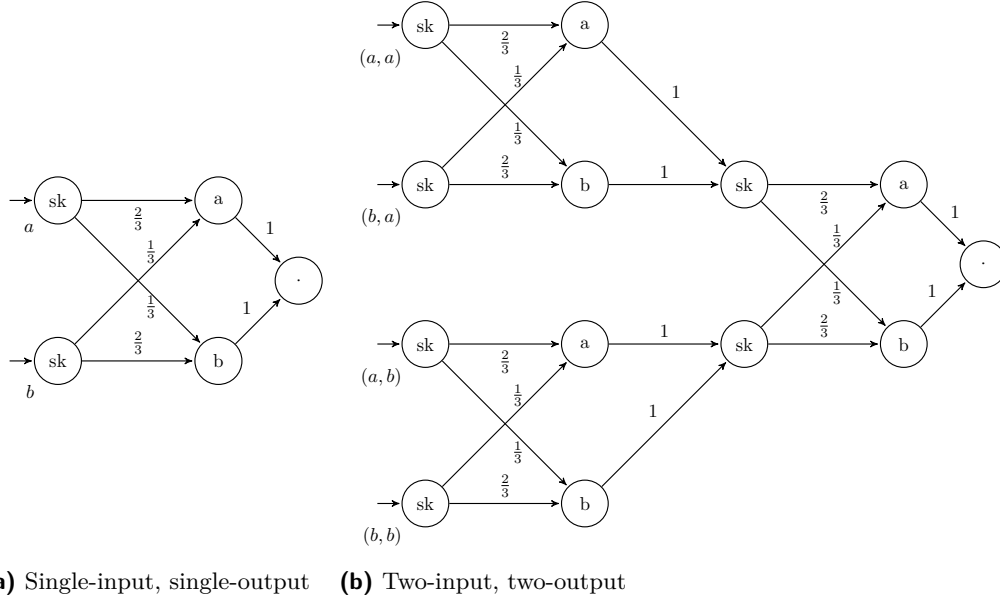 sk
2/3
a
(a, a)
1/3
1
1/3
sk
2/3
b
1
sk
2/3
a
(b, a)
sk
2/3
a
1
a
1/3
1/3
1
.
1/3
1
.
1/3
1
sk
2/3
b
b
sk
2/3
a
1
sk
2/3
b
(a, b)
1/3
1
1/3
sk
2/3
b
(b, b)
a) Single-input, single-output
(b) Two-input, two-output